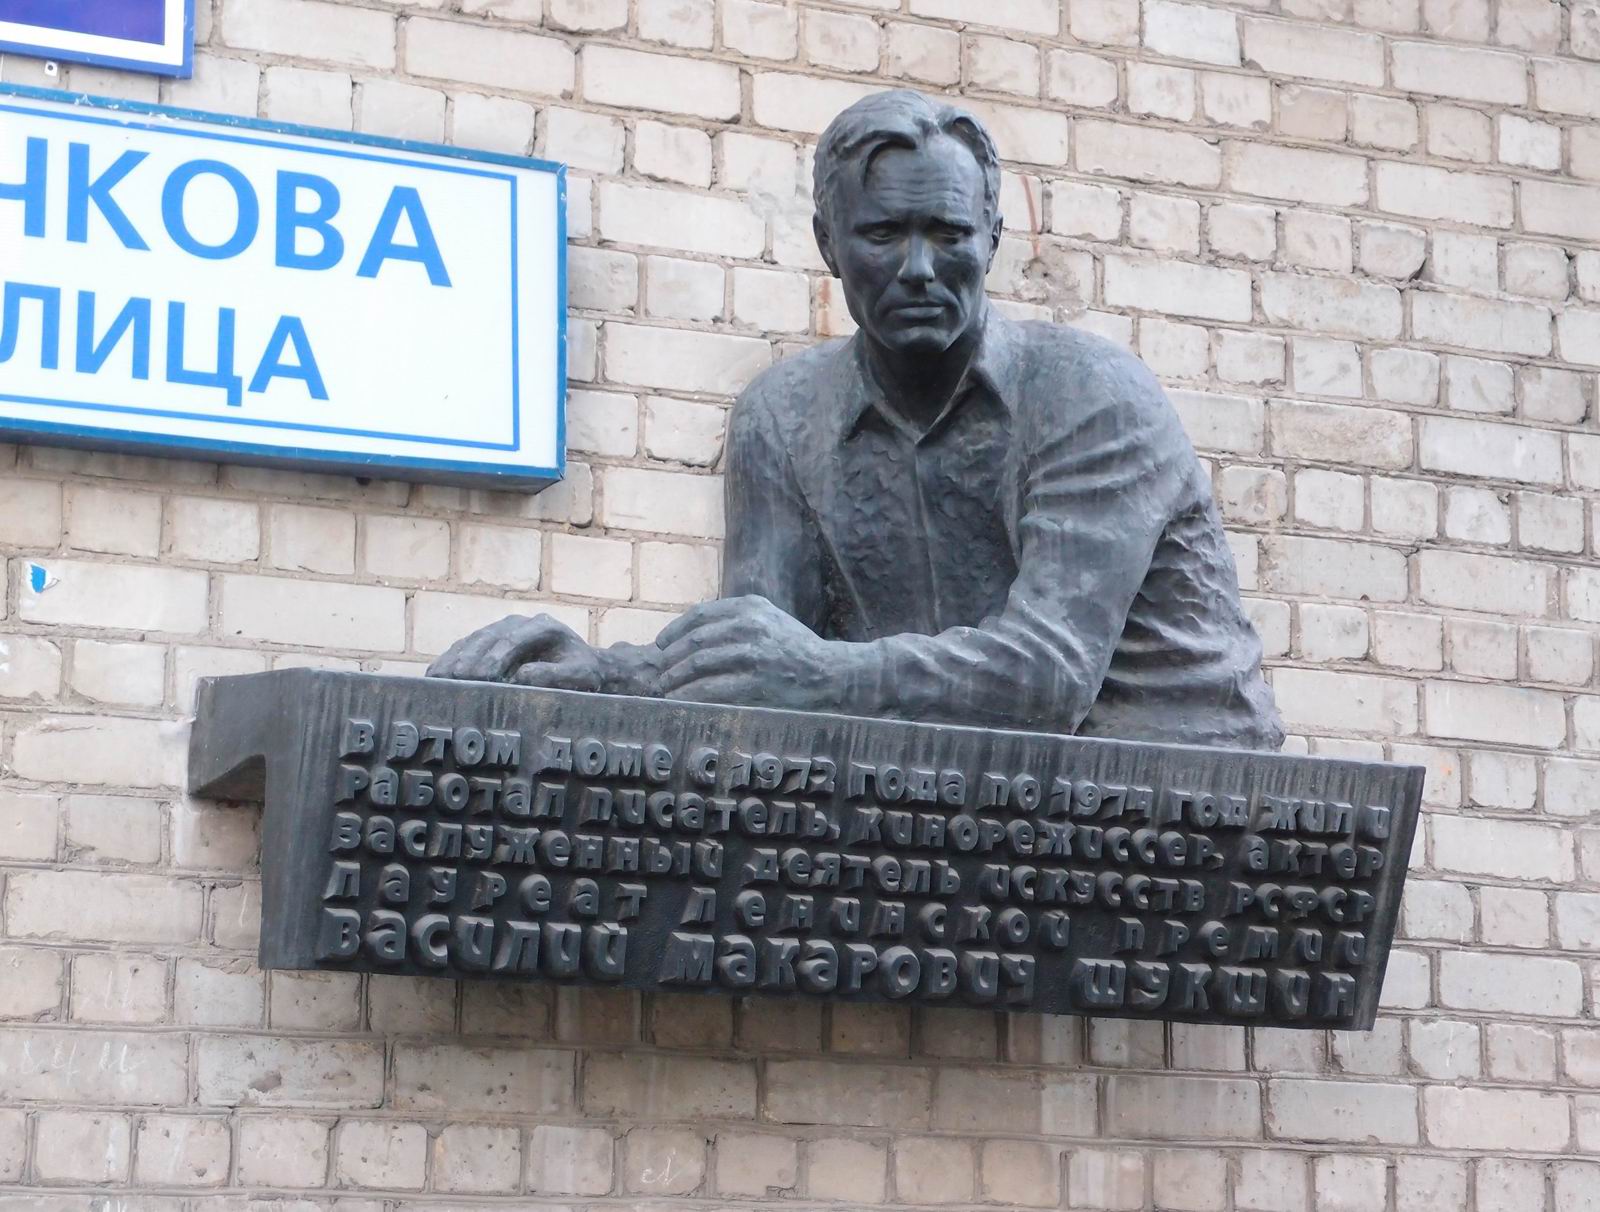 ЧКОВА
ЛИЦА
В ЭТОМ ДОМЕ С 1972 ГОДА ПО 1974 ГОД ЖИЛ И
РАБОТАЛ ПИСАТЕЛЬ, КИНОРЕЖИССЕР, АКТЕР
ЗАСЛУЖЕННЫЙ ДЕЯТЕЛЬ ИСКУССТВ РСФСР
ЛАУРЕАТ ЛЕНИНСКОЙ ПРЕМИИ
ВАСИЛИЙ МАКАРОВИЧ ШУКШИН